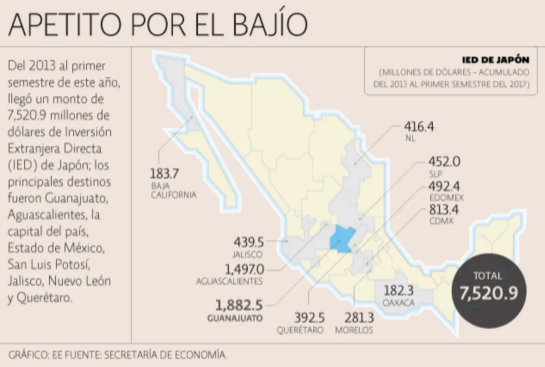 APETITO POR EL BAJÍO
Del 2013 al primer
semestre de este año,
llegó un monto de
7,520.9 millones de
dólares de Inversión
Extranjera Directa
(IED) de Japón; los
principales destinos
fueron Guanajuato,
Aguascalientes, la
capital del país,
Estado de México,
San Luis Potosí,
Jalisco, Nuevo León
y Querétaro.
IED DE JAPÓN
(MILLONES DE DÓLARES – ACUMULADO
DEL 2013 AL PRIMER SEMESTRE DEL 2017)
416.4
NL
452.0
SLP
492.4
EDOMEX
813.4
CDMX
183.7
BAJA
CALIFORNIA
439.5
JALISCO
1,497.0
AGUASCALIENTES
1,882.5
GUANAJUATO
392.5
QUERÉTARO
281.3
MORELOS
182.3
OAXACA
TOTAL
7,520.9
GRÁFICO: EE FUENTE: SECRETARÍA DE ECONOMÍA.